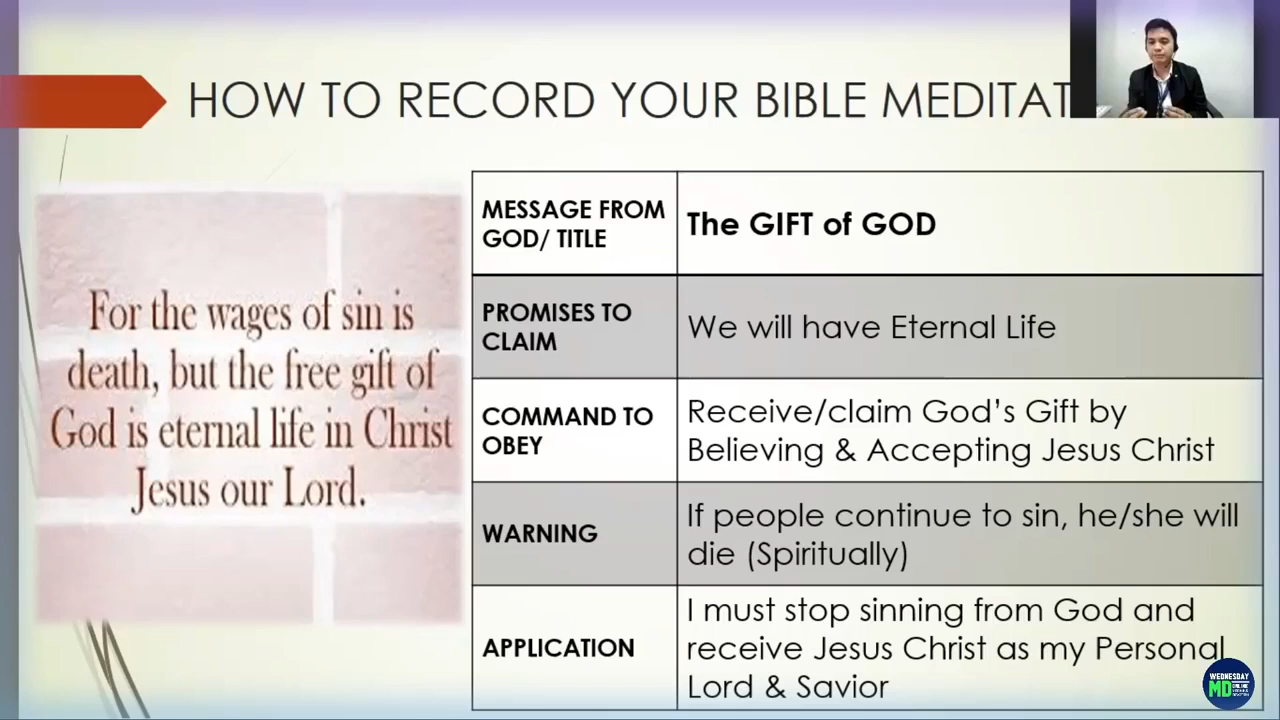 HOW TO RECORD YOUR BIBLE MEDITAT
For the wages of sin is
death, but the free gift of
God is eternal life in Christ
Jesus our Lord.
MESSAGE FROM
GOD/ TITLE
The GIFT of GOD
PROMISES TO
CLAIM
We will have Eternal Life
COMMAND TO
OBEY
Receive/claim God's Gift by
Believing & Accepting Jesus Christ
WARNING
If people continue to sin, he/she will
die (Spiritually)
APPLICATION
I must stop sinning from God and
receive Jesus Christ as my Personal
Lord & Savior
WEDNESDAY
MD
ONLINE